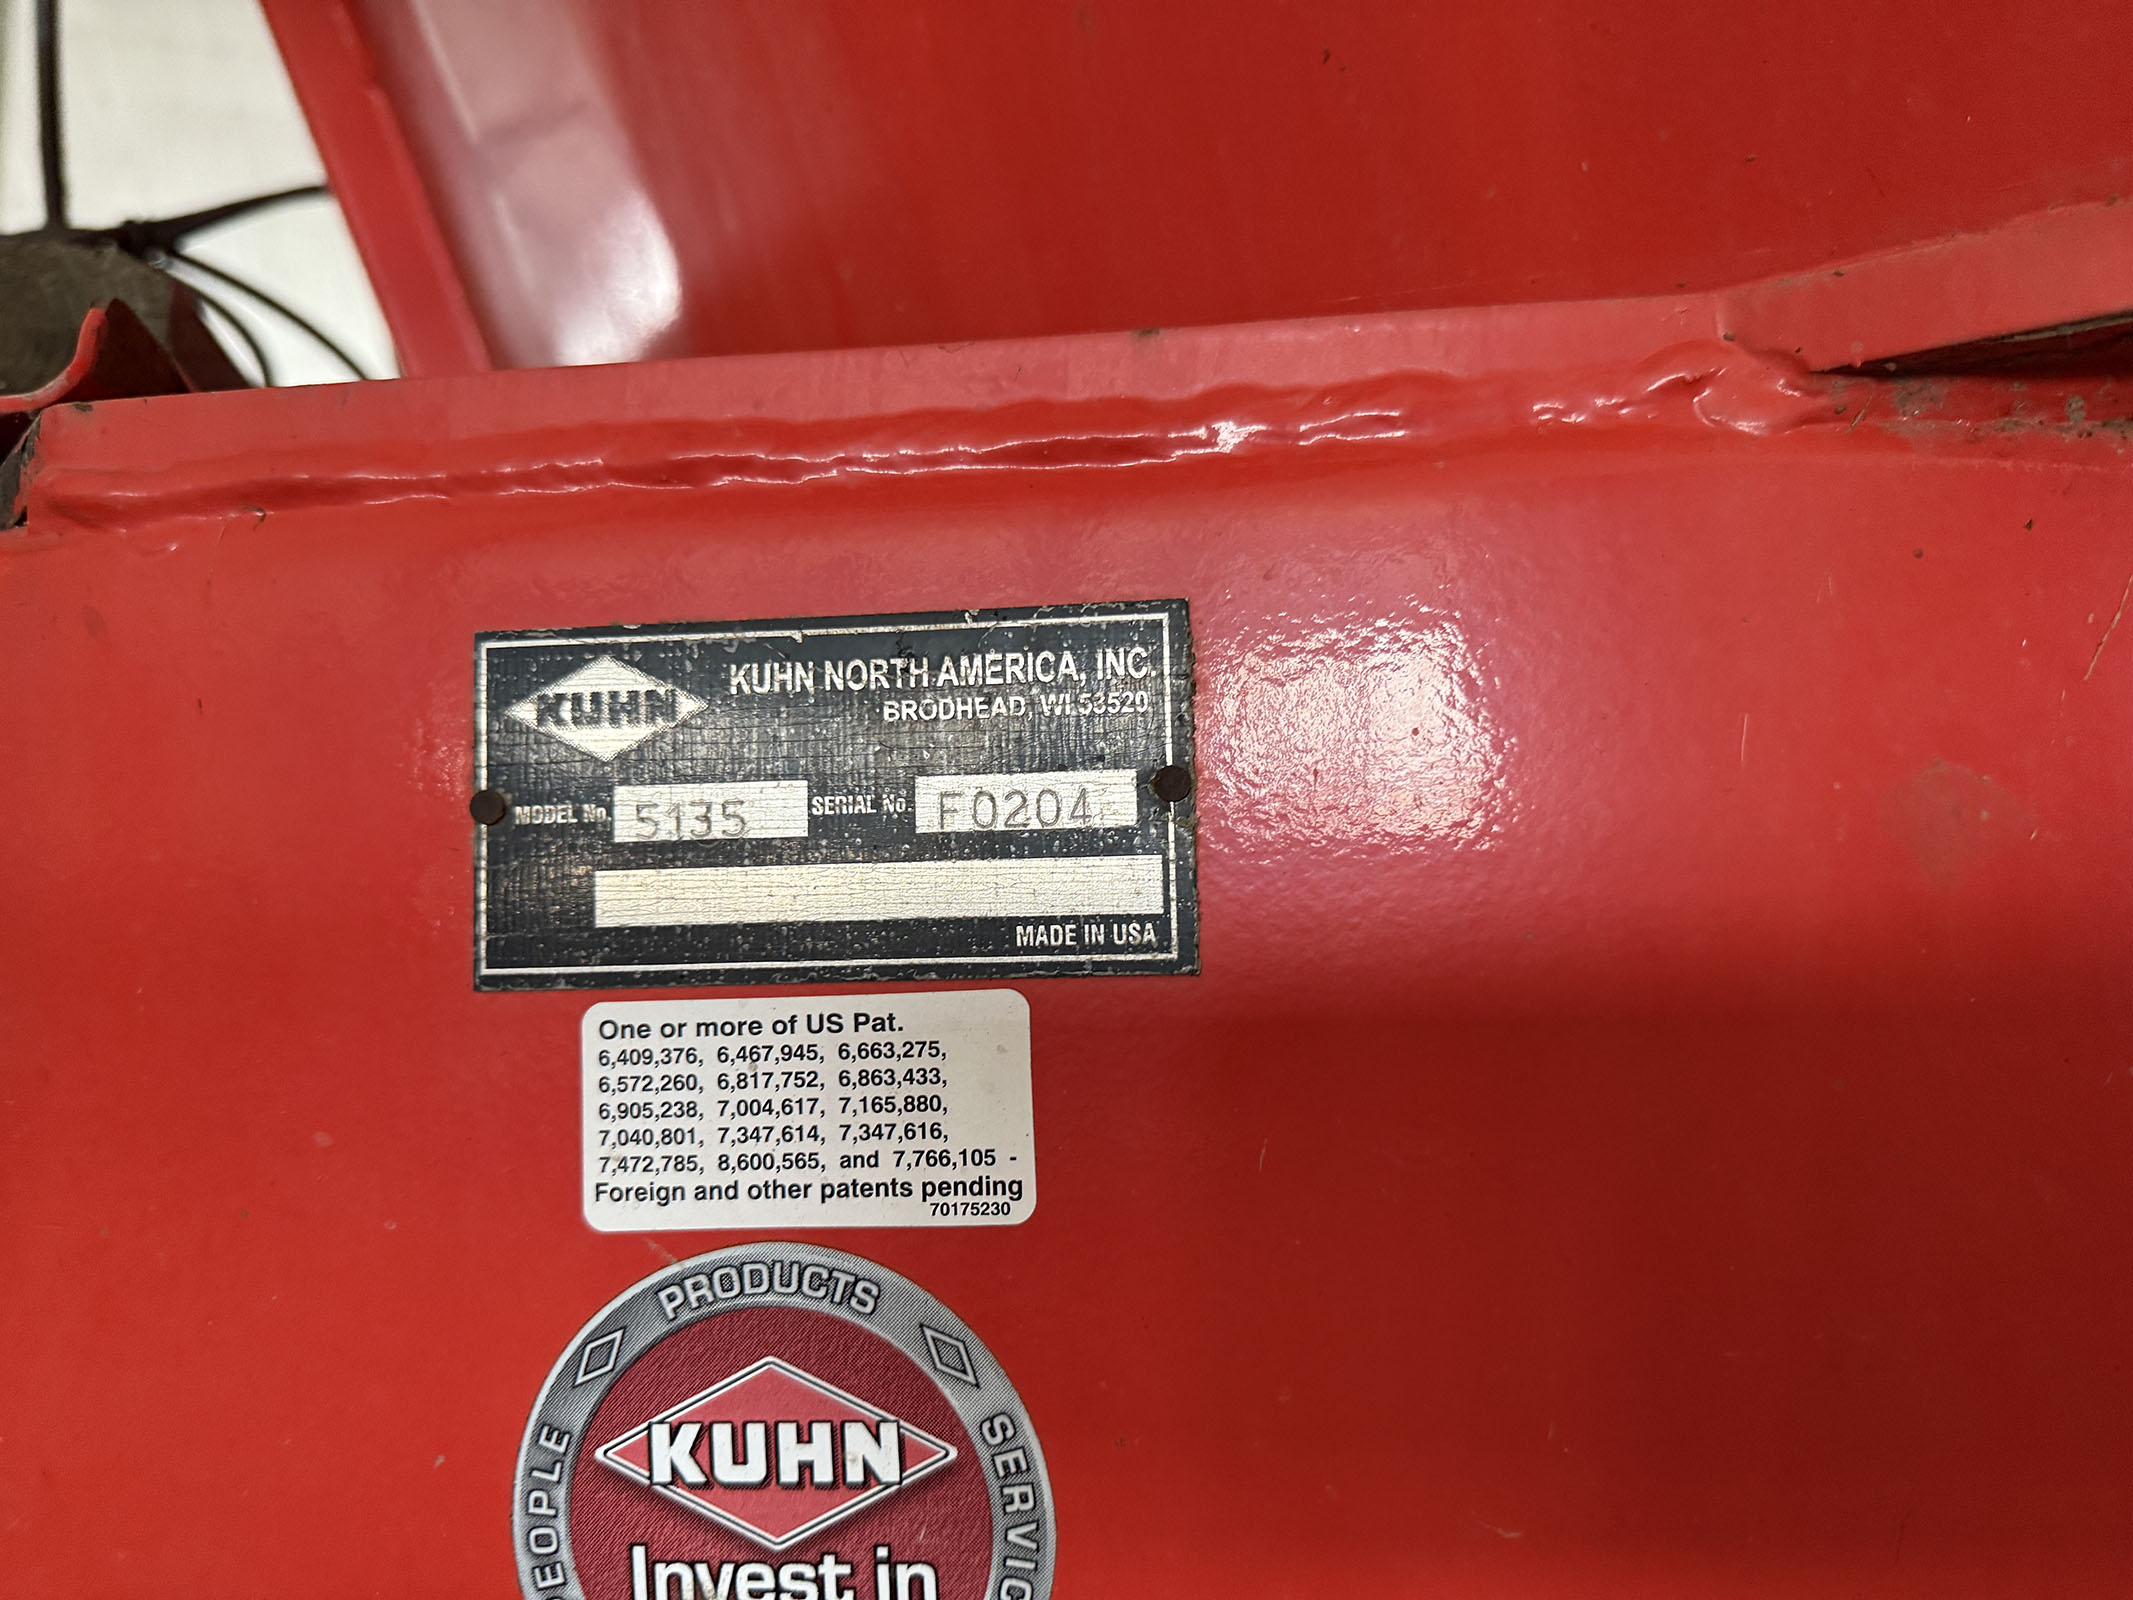 KUHN
KUHN NORTH AMERICA, INC.
BRODHEAD, WI 53520
MODEL No. 5135 SERIAL No. F0204
MADE IN USA
One or more of US Pat.
6,409,376, 6,467,945, 6,663,275,
6,572,260, 6,817,752, 6,863,433,
6,905,238, 7,004,617, 7,165,880,
7,040,801, 7,347,614, 7,347,616,
7,472,785, 8,600,565, and 7,766,105 -
Foreign and other patents pending
70175230
PEOPLE PRODUCTS SERVIC
KUHN
Invest in